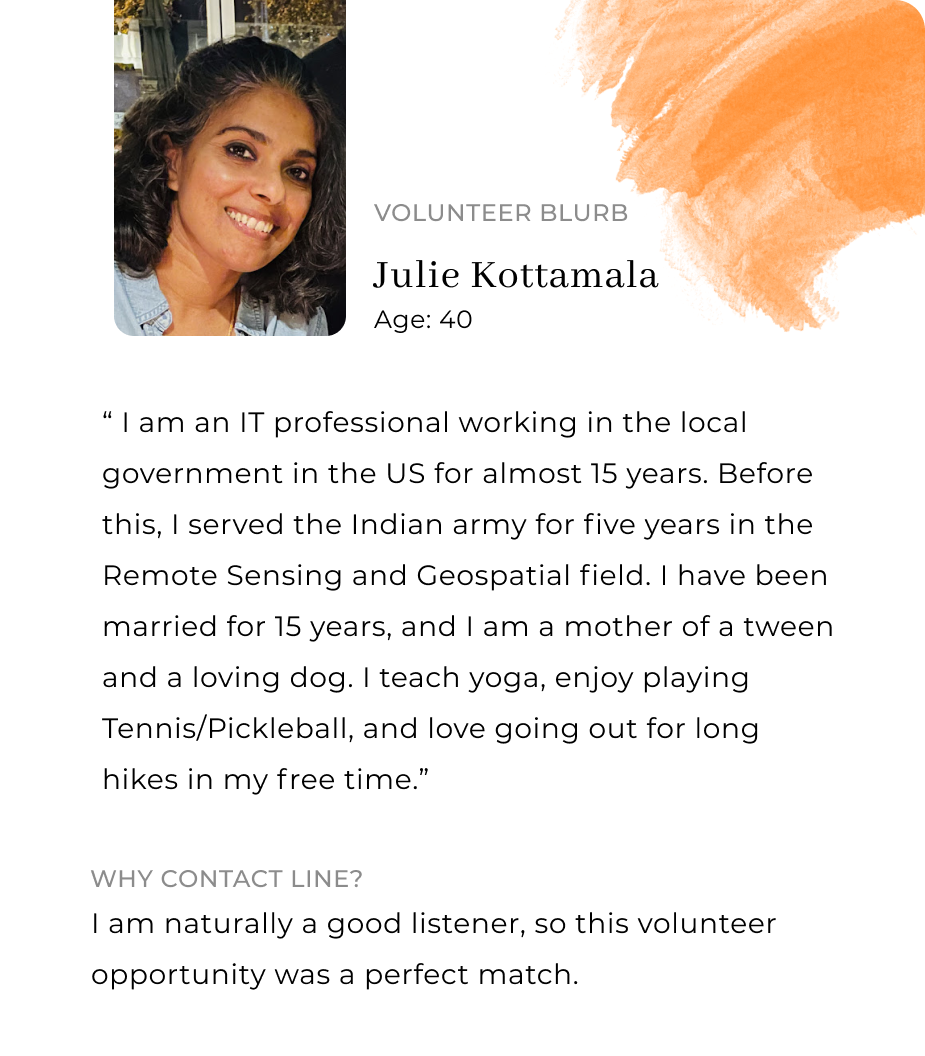 VOLUNTEER BLURB
Julie Kottamala
Age: 40
“ I am an IT professional working in the local
government in the US for almost 15 years. Before
this, I served the Indian army for five years in the
Remote Sensing and Geospatial field. I have been
married for 15 years, and I am a mother of a tween
and a loving dog. I teach yoga, enjoy playing
Tennis/Pickleball, and love going out for long
hikes in my free time.”
WHY CONTACT LINE?
I am naturally a good listener, so this volunteer
opportunity was a perfect match.